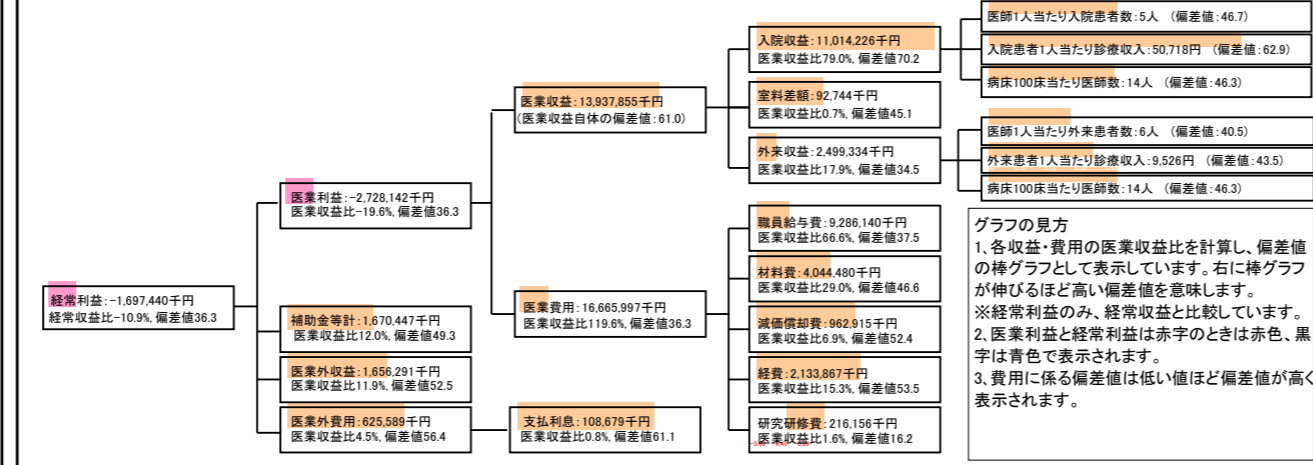 経常利益:-1,697,440千円
経常収益比-10.9%, 偏差値36.3
医業利益:-2,728,142千円
医業収益比-19.6%, 偏差値36.3
補助金等計:1,670,447千円
医業収益比12.0%, 偏差値49.3
医業外収益:1,656,291千円
医業収益比11.9%, 偏差値52.5
医業外費用:625,589千円
医業収益比4.5%, 偏差値56.4
医業収益:13,937,855千円
(医業収益自体の偏差値:61.0)
医業費用:16,665,997千円
医業収益比119.6%, 偏差値36.3
支払利息:108,679千円
医業収益比0.8%, 偏差値61.1
入院収益:11,014,226千円
医業収益比79.0%, 偏差値70.2
室料差額:92,744千円
医業収益比0.7%, 偏差値45.1
外来収益:2,499,334千円
医業収益比17.9%, 偏差値34.5
職員給与費:9,286,140千円
医業収益比66.6%, 偏差値37.5
材料費:4,044,480千円
医業収益比29.0%, 偏差値46.6
減価償却費:962,915千円
医業収益比6.9%, 偏差値52.4
経費:2,133,867千円
医業収益比15.3%, 偏差値53.5
研究研修費:216,156千円
医業収益比1.6%, 偏差値16.2
医師1人当たり入院患者数:5人 (偏差値:46.7)
入院患者1人当たり診療収入:50,718円 (偏差値:62.9)
病床100床当たり医師数:14人 (偏差値:46.3)
医師1人当たり外来患者数:6人 (偏差値:40.5)
外来患者1人当たり診療収入:9,526円 (偏差値:43.5)
病床100床当たり医師数:14人 (偏差値:46.3)
グラフの見方
1、各収益・費用の医業収益比を計算し、偏差値
の棒グラフとして表示しています。右に棒グラフ
が伸びるほど高い偏差値を意味します。
※経常利益のみ、経常収益と比較しています。
2、医業利益と経常利益は赤字のときは赤色、黒
字は青色で表示されます。
3、費用に係る偏差値は低い値ほど偏差値が高く
表示されます。